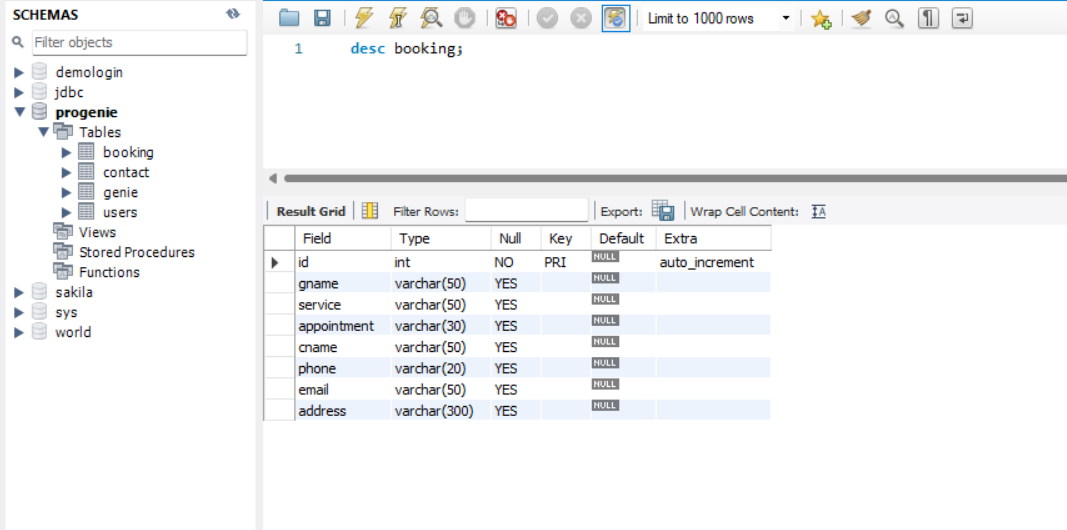 SCHEMAS
Filter objects
demologin
jdbc
progenie
Tables
booking
contact
genie
users
Views
Stored Procedures
Functions
sakila
sys
world
Limit to 1000 rows
1 desc booking;
Result Grid Filter Rows: Export: Wrap Cell Content: IA
Field Type Null Key Default Extra
id int NO PRI NULL auto_increment
gname varchar(50) YES NULL
service varchar(50) YES NULL
appointment varchar(30) YES NULL
cname varchar(50) YES NULL
phone varchar(20) YES NULL
email varchar(50) YES NULL
address varchar(300) YES NULL